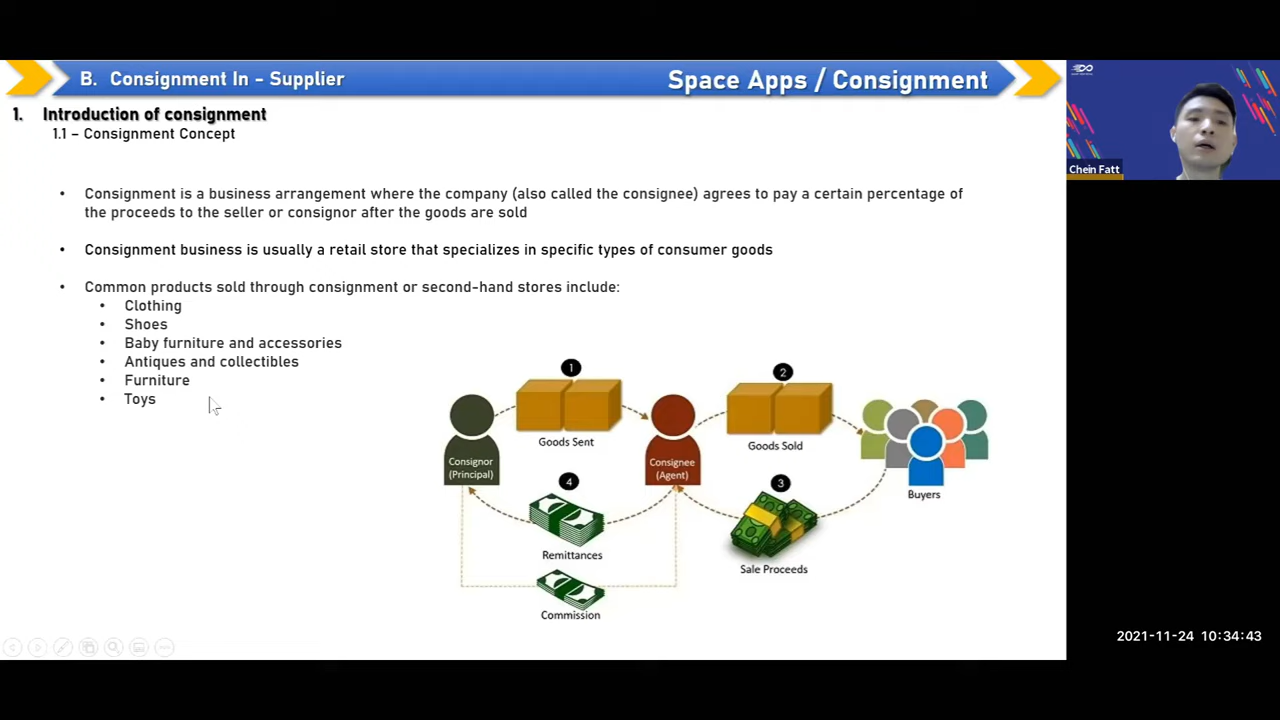 B. Consignment In - Supplier
Space Apps / Consignment
1. Introduction of consignment
1.1 – Consignment Concept
• Consignment is a business arrangement where the company (also called the consignee) agrees to pay a certain percentage of
the proceeds to the seller or consignor after the goods are sold
• Consignment business is usually a retail store that specializes in specific types of consumer goods
• Common products sold through consignment or second-hand stores include:
• Clothing
• Shoes
• Baby furniture and accessories
• Antiques and collectibles
• Furniture
• Toys
1
Goods Sent
2
Goods Sold
Consignor
(Principal)
Consignee
(Agent)
Buyers
4
Remittances
3
Sale Proceeds
Commission
Chein Fatt
2021-11-24 10:34:43